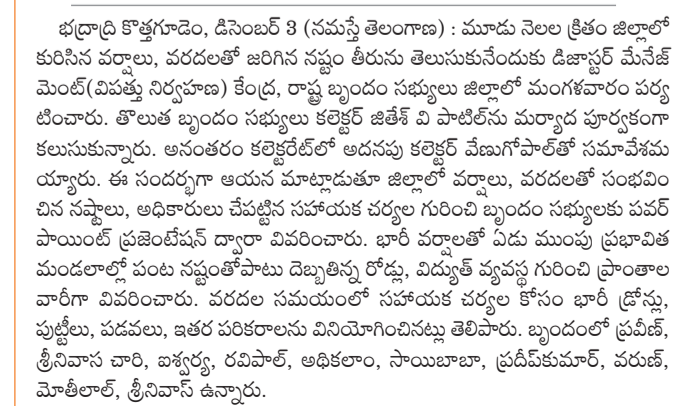 భద్రాద్రి కొత్తగూడెం, డిసెంబర్ 3 (నమస్తే తెలంగాణ) : మూడు నెలల క్రితం జిల్లాలో
కురిసిన వర్షాలు, వరదలతో జరిగిన నష్టం తీరును తెలుసుకునేందుకు డిజాస్టర్ మేనేజ్
మెంట్(విపత్తు నిర్వహణ) కేంద్ర, రాష్ట్ర బృందం సభ్యులు జిల్లాలో మంగళవారం పర్య
టించారు. తొలుత బృందం సభ్యులు కలెక్టర్ జితేశ్ వి పాటిల్‌ను మర్యాద పూర్వకంగా
కలుసుకున్నారు. అనంతరం కలెక్టరేట్‌లో అదనపు కలెక్టర్ వేణుగోపాల్‌తో సమావేశమ
య్యారు. ఈ సందర్భగా ఆయన మాట్లాడుతూ జిల్లాలో వర్షాలు, వరదలతో సంభవిం
చిన నష్టాలు, అధికారులు చేపట్టిన సహాయక చర్యల గురించి బృందం సభ్యులకు పవర్
పాయింట్ ప్రజెంటేషన్ ద్వారా వివరించారు. భారీ వర్షాలతో ఏడు ముంపు ప్రభావిత
మండలాల్లో పంట నష్టంతోపాటు దెబ్బతిన్న రోడ్లు, విద్యుత్ వ్యవస్థ గురించి ప్రాంతాల
వారీగా వివరించారు. వరదల సమయంలో సహాయక చర్యల కోసం భారీ డ్రోన్లు,
పుట్టీలు, పడవలు, ఇతర పరికరాలను వినియోగించినట్లు తెలిపారు. బృందంలో ప్రవీణ్,
శ్రీనివాస చారి, ఐశ్వర్య, రవిపాల్, అథికలాం, సాయిబాబా, ప్రదీప్‌కుమార్, వరుణ్,
మోతీలాల్, శ్రీనివాస్ ఉన్నారు.